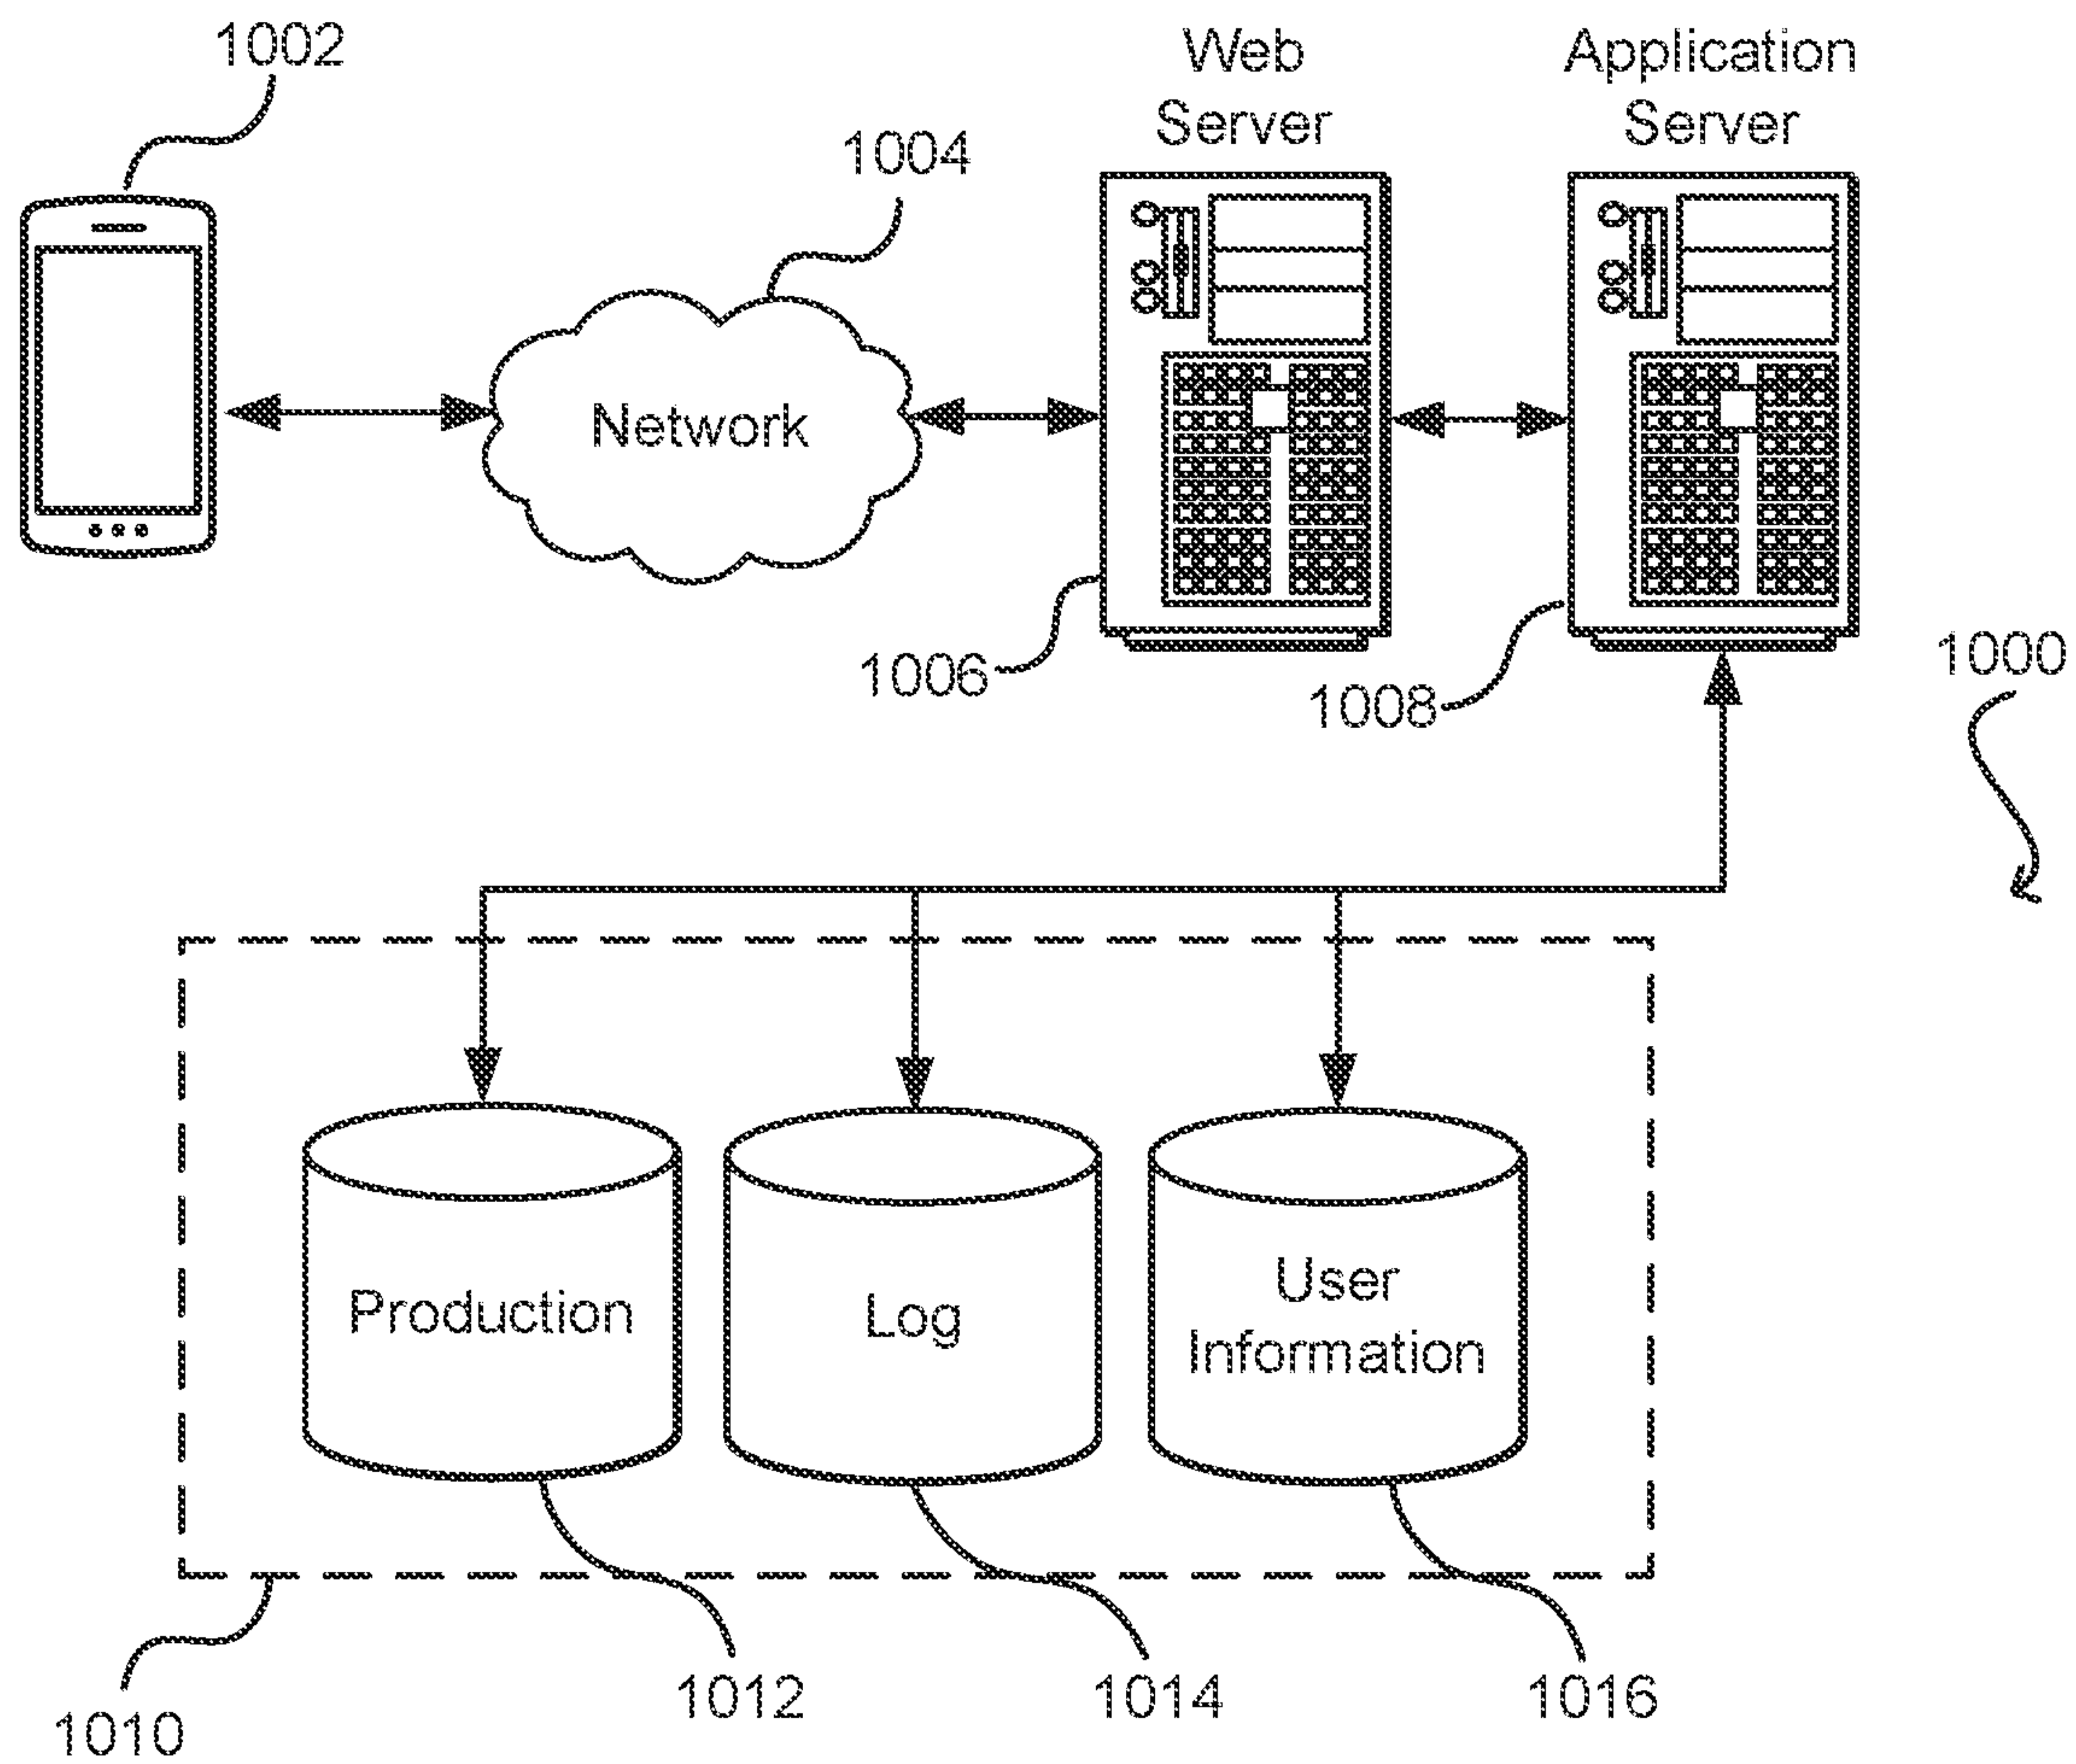 1002
Web
Server
Application
Server
1004
Network
1006
1008
1000
Production
Log
User
Information
1010
1012
1014
1016